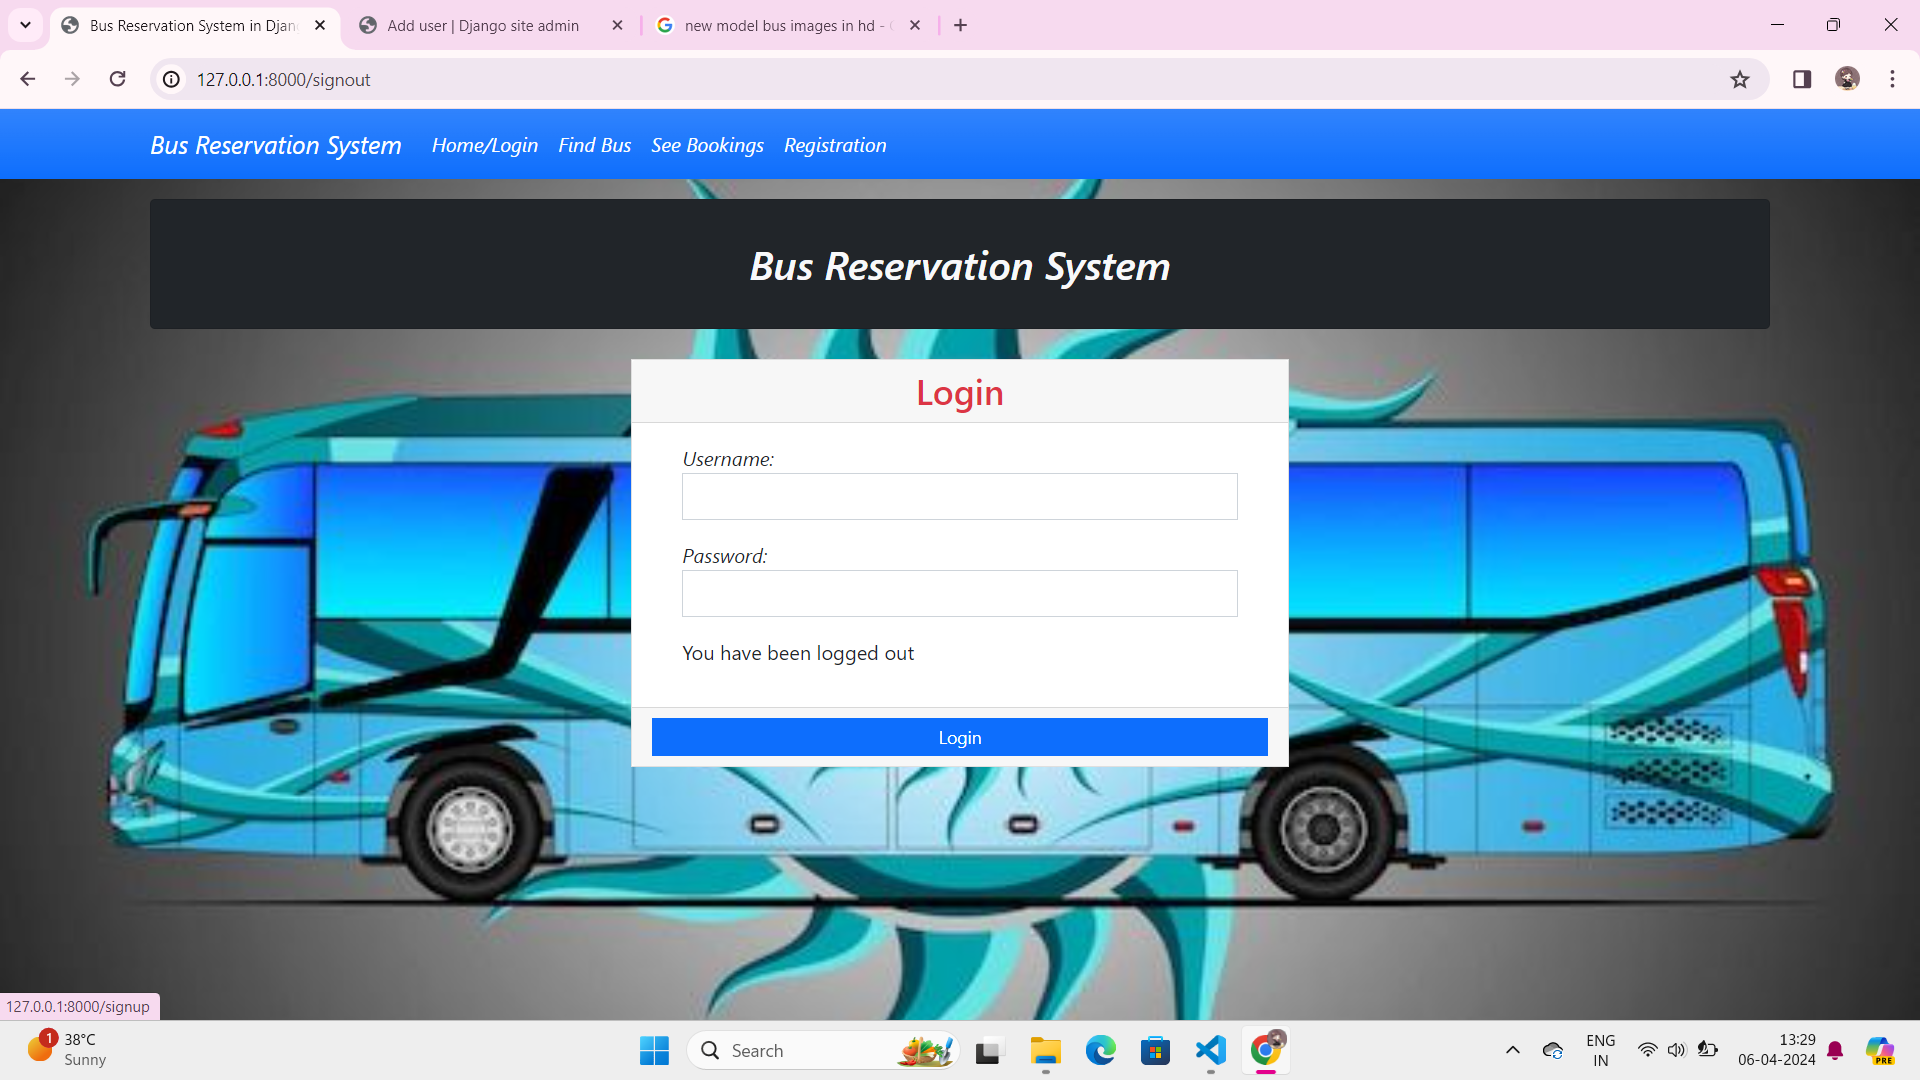 Bus Reservation System in Djan
Add user | Django site admin
new model bus images in hd -
127.0.0.1:8000/signout
Bus Reservation System
Home/Login
Find Bus
See Bookings
Registration
Bus Reservation System
Login
Username:
Password:
You have been logged out
Login
127.0.0.1:8000/signup
1
38°C
Sunny
Search
ENG
IN
13:29
06-04-2024
PRE